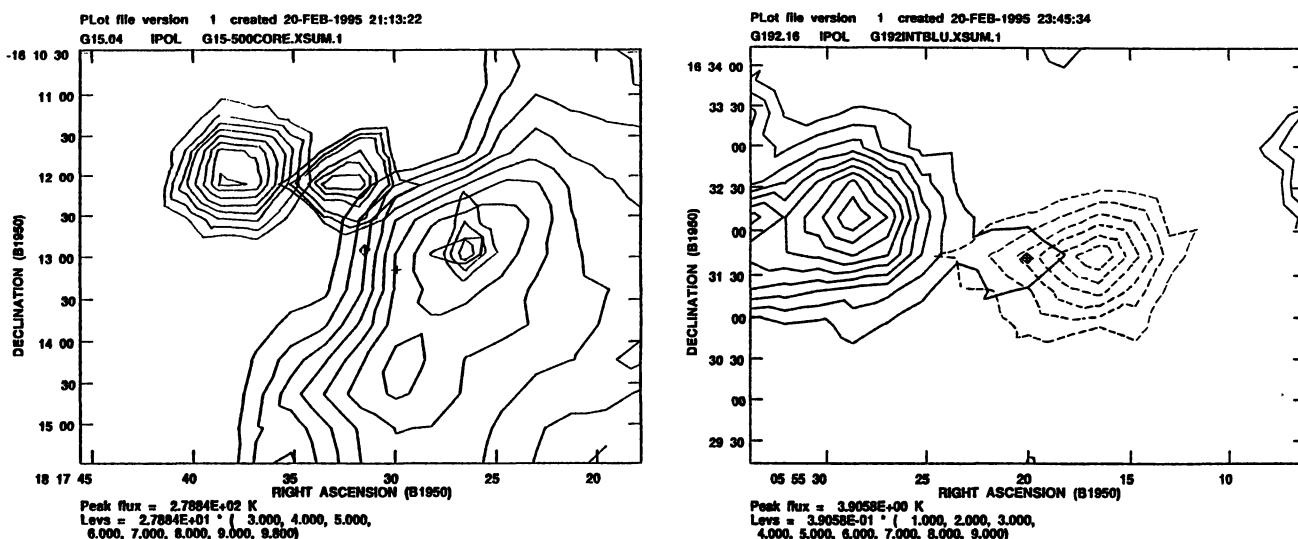 PLot file version 1 created 20-FEB-1995 21:13:22
G15.04 IPOL G15-500CORE.XSUM.1
-16 10 30
11 00
30
12 00
30
13 00
30
14 00
30
15 00
DECLINATION (B1950)
18 17 45
40
35
30
25
20
RIGHT ASCENSION (B1950)
Peak flux = 2.7884E+02 K
Levs = 2.7884E+01 * ( 3.000, 4.000, 5.000,
6.000, 7.000, 8.000, 9.000, 9.800)
PLot file version 1 created 20-FEB-1995 23:45:34
G192.16 IPOL G192INTBLU.XSUM.1
16 34 00
33 30
00
32 30
00
31 30
00
30 30
00
29 30
DECLINATION (B1950)
05 55 30
25
20
15
10
RIGHT ASCENSION (B1950)
Peak flux = 3.9058E+00 K
Levs = 3.9058E-01 * ( 1.000, 2.000, 3.000,
4.000, 5.000, 6.000, 7.000, 8.000, 9.000)